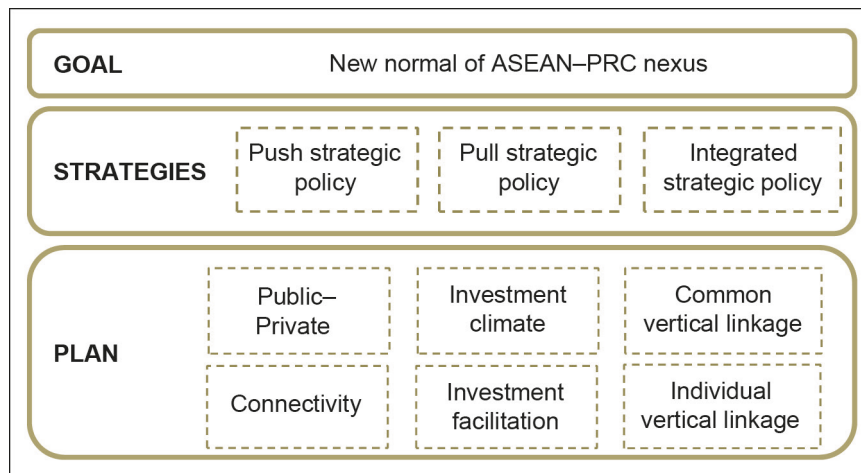 GOAL
New normal of ASEAN–PRC nexus
STRATEGIES
Push strategic
policy
Pull strategic
policy
Integrated
strategic policy
PLAN
Public–
Private
Investment
climate
Common
vertical linkage
Connectivity
Investment
facilitation
Individual
vertical linkage